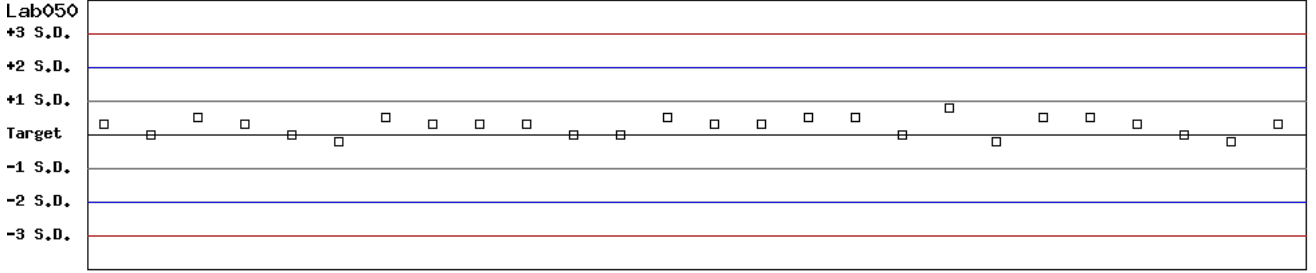 Lab050
+3 S.D.
+2 S.D.
+1 S.D.
Target
-1 S.D.
-2 S.D.
-3 S.D.